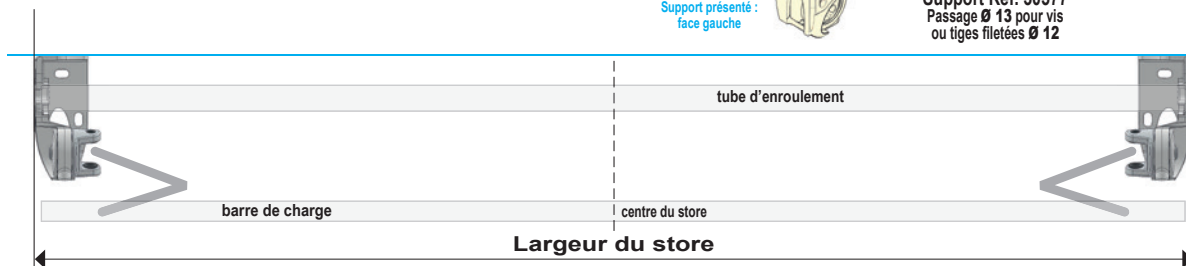 Support présenté :
face gauche
Passage Ø 13 pour vis
ou tiges filetées Ø 12
tube d'enroulement
barre de charge
centre du store
Largeur du store